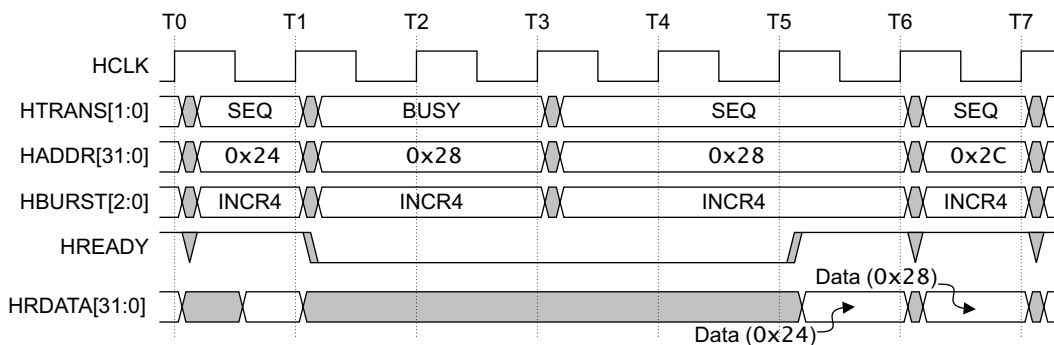 T0 T1 T2 T3 T4 T5 T6 T7
HCLK
HTRANS[1:0] SEQ BUSY SEQ SEQ
HADDR[31:0] 0x24 0x28 0x28 0x2C
HBURST[2:0] INCR4 INCR4 INCR4 INCR4
HREADY
Data (0x28)
HRDATA[31:0]
Data (0x24)